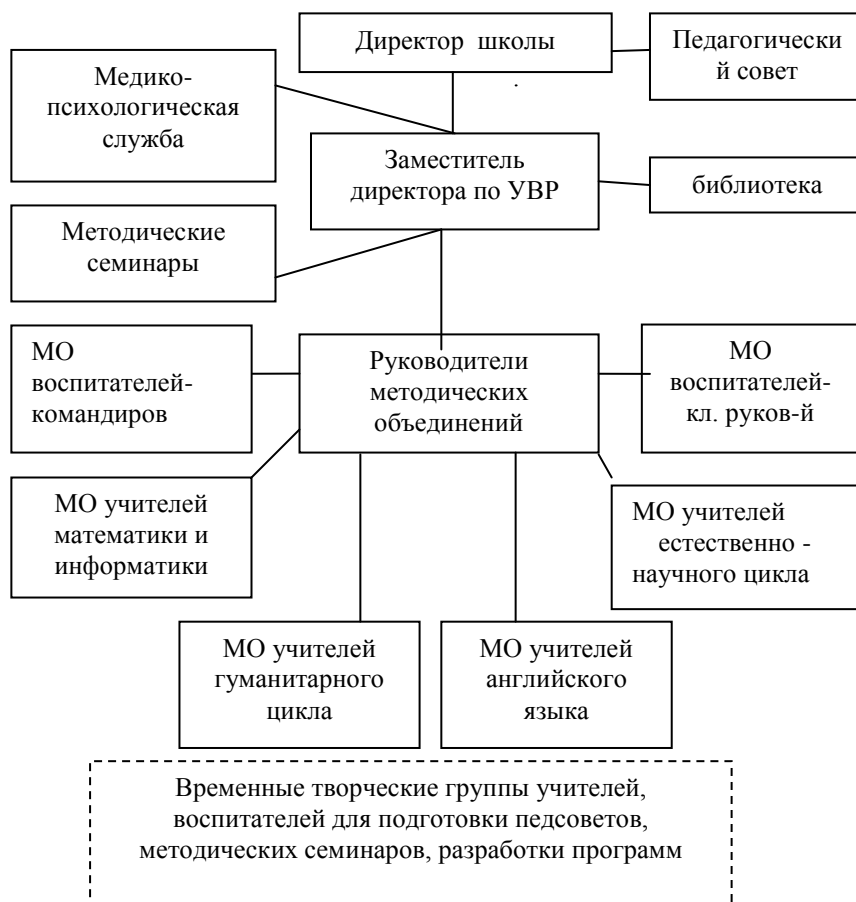 Директор школы
Педагогически
й совет
Медико-
психологическая
служба
Заместитель
директора по УВР
библиотека
Методические
семинары
МО
воспитателей-
командиров
Руководители
методических
объединений
МО
воспитателей-
кл. руков-й
МО учителей
математики и
информатики
МО учителей
естественно -
научного цикла
МО учителей
гуманитарного
цикла
МО учителей
английского
языка
Временные творческие группы учителей,
воспитателей для подготовки педсоветов,
методических семинаров, разработки программ